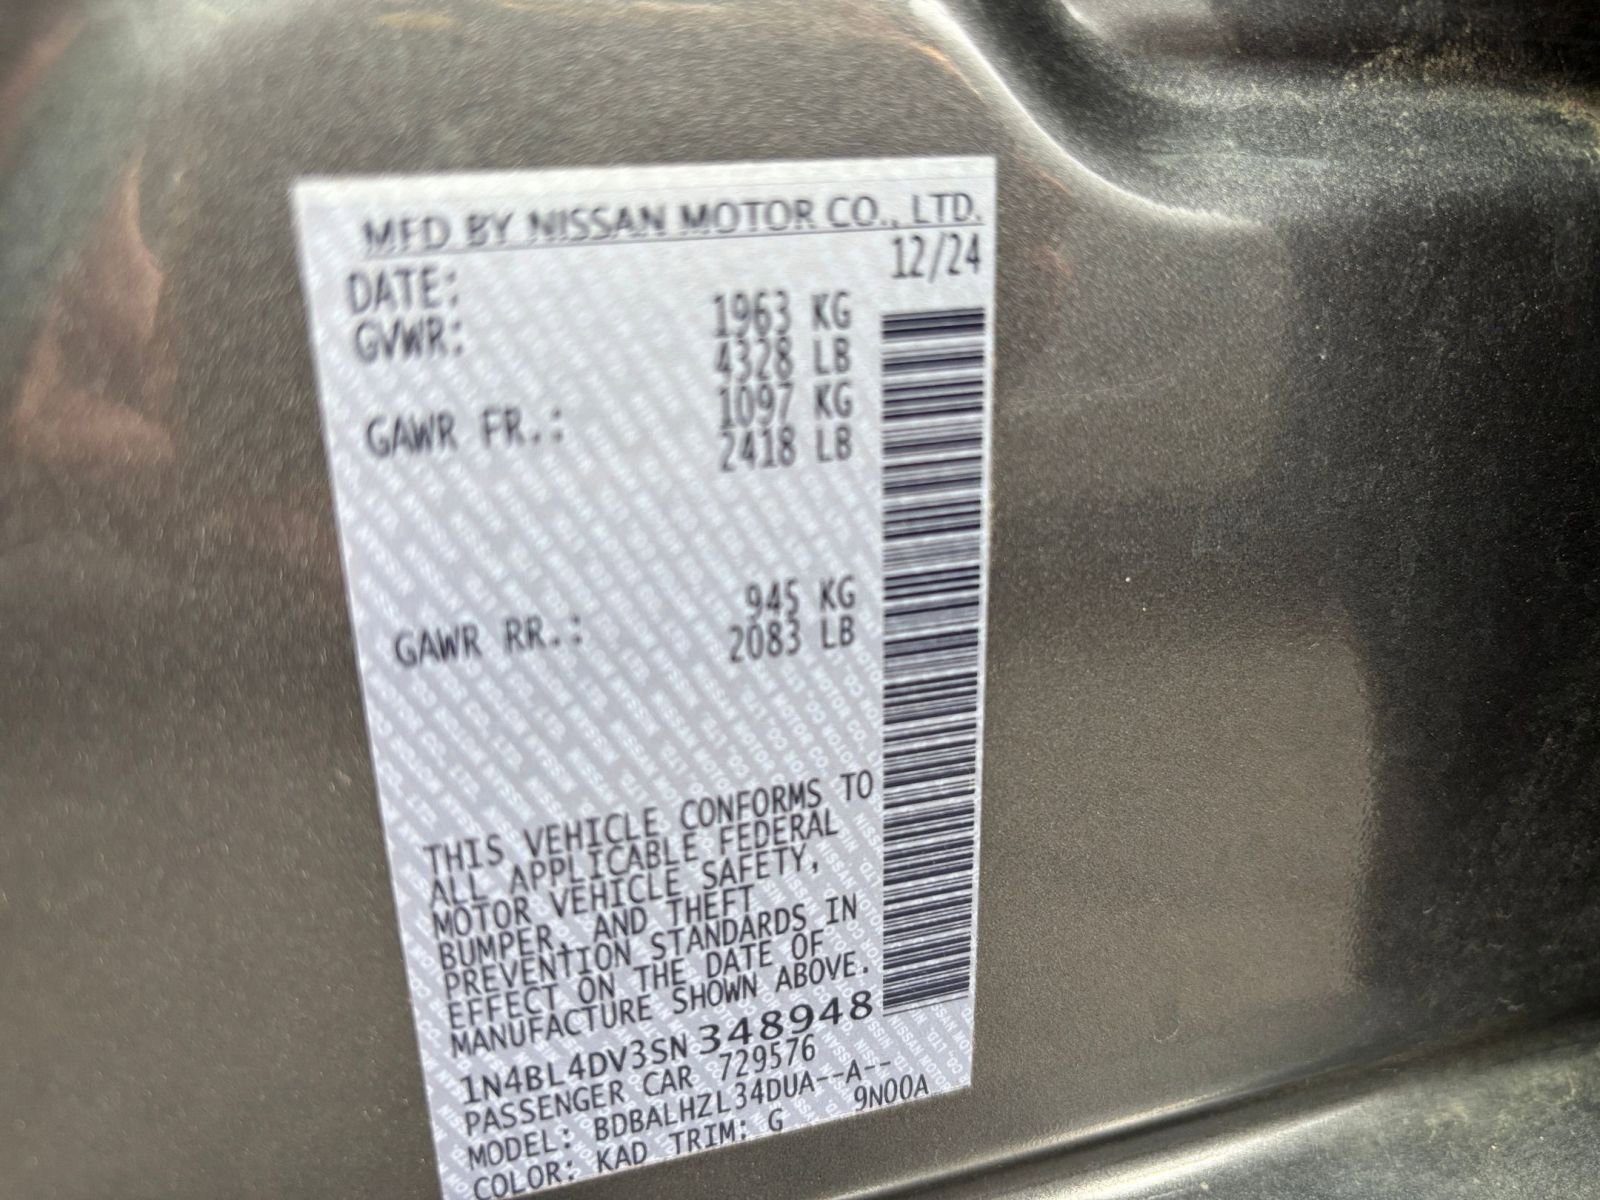 MFD BY NISSAN MOTOR CO., LTD.
DATE: 12/24
GVWR: 1963 KG
4328 LB
GAWR FR.: 1097 KG
2418 LB
GAWR RR.: 945 KG
2083 LB
THIS VEHICLE CONFORMS TO
ALL APPLICABLE FEDERAL
MOTOR VEHICLE SAFETY,
BUMPER, AND THEFT
PREVENTION STANDARDS IN
EFFECT ON THE DATE OF
MANUFACTURE SHOWN ABOVE.
1N4BL4DV3SN348948
PASSENGER CAR 729576
MODEL: BDBALHZL34DUA--A--
COLOR: KAD TRIM: G 9N00A